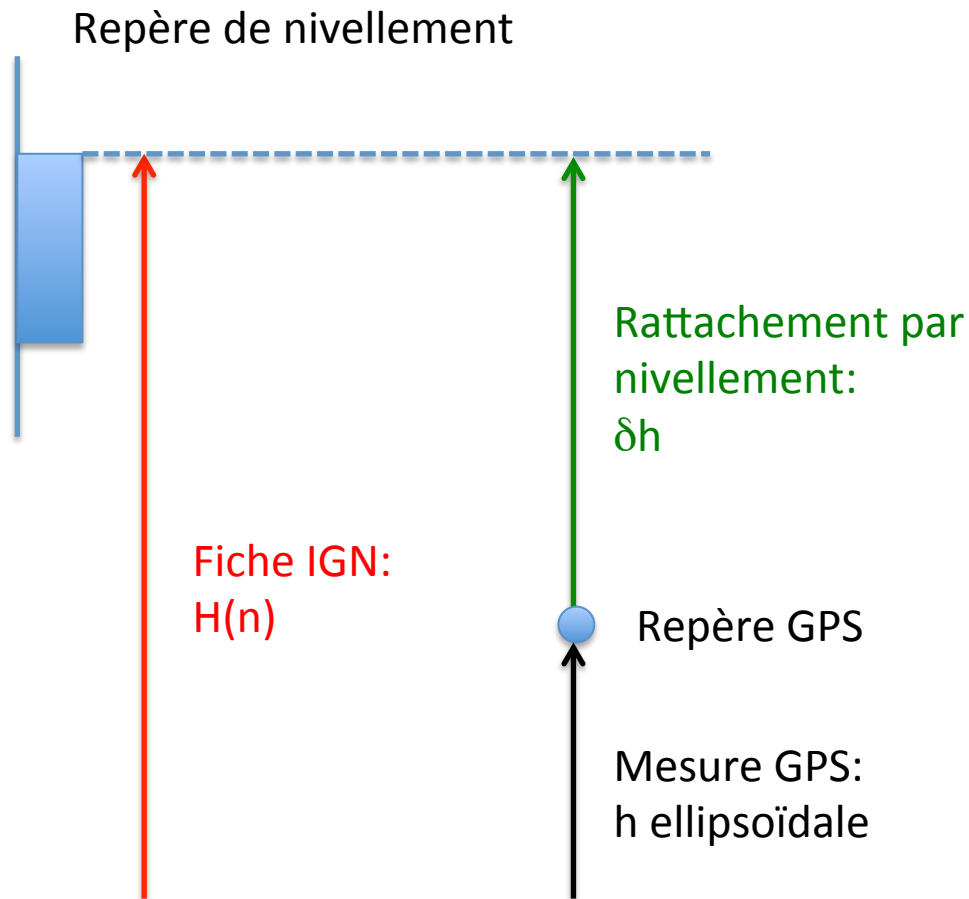 Repère de nivellement
Rattachement par
nivellement:
δh
Fiche IGN:
H(n)
Repère GPS
Mesure GPS:
h ellipsoïdale